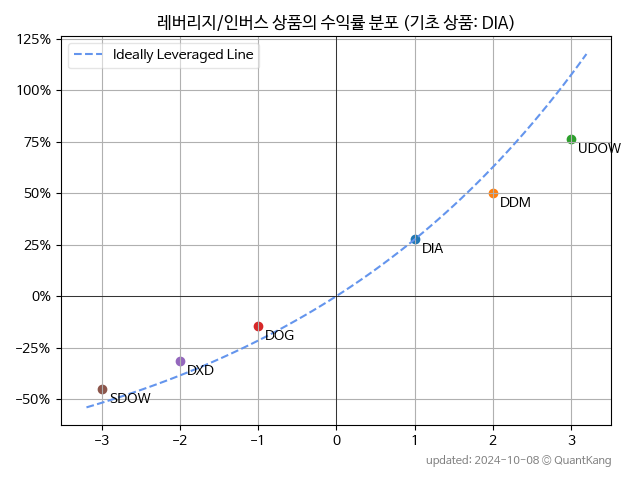 레버리지/인버스 상품의 수익률 분포 (기초 상품: DIA)
Ideally Leveraged Line
125%
100%
75%
50%
25%
0%
−25%
−50%
UDOW
DDM
DIA
DOG
DXD
SDOW
−3 −2 −1 0 1 2 3
updated: 2024-10-08 © QuantKang